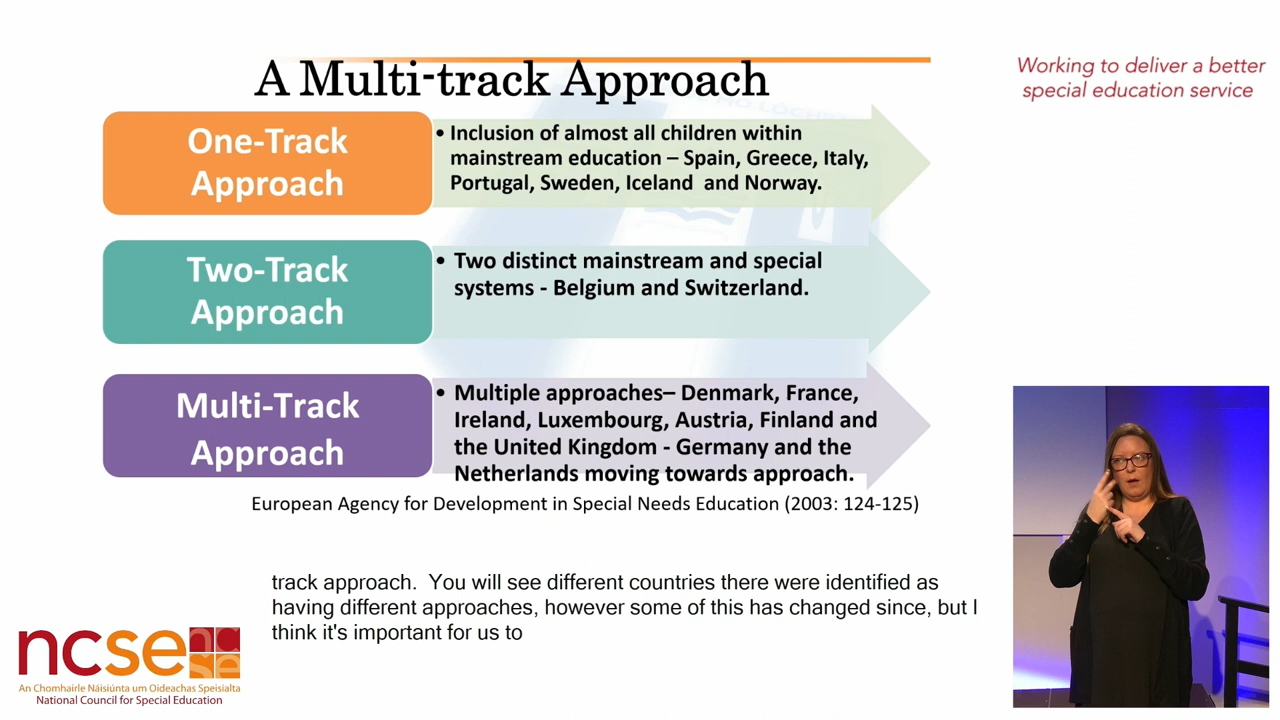 A Multi-track Approach
Working to deliver a better
special education service
One-Track
Approach
• Inclusion of almost all children within
mainstream education – Spain, Greece, Italy,
Portugal, Sweden, Iceland and Norway.
Two-Track
Approach
• Two distinct mainstream and special
systems - Belgium and Switzerland.
Multi-Track
Approach
• Multiple approaches– Denmark, France,
Ireland, Luxembourg, Austria, Finland and
the United Kingdom - Germany and the
Netherlands moving towards approach.
European Agency for Development in Special Needs Education (2003: 124-125)
track approach. You will see different countries there were identified as
having different approaches, however some of this has changed since, but I
think it's important for us to
ncse
An Chomhairle Náisiúnta um Oideachas Speisialta
National Council for Special Education